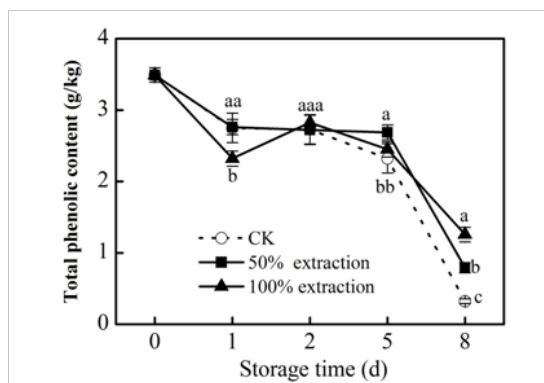 Total phenolic content (g/kg)
4
3
2
1
0
aa
b
aaa
a
bb
a
b
c
CK
50% extraction
100% extraction
0 1 2 5 8
Storage time (d)